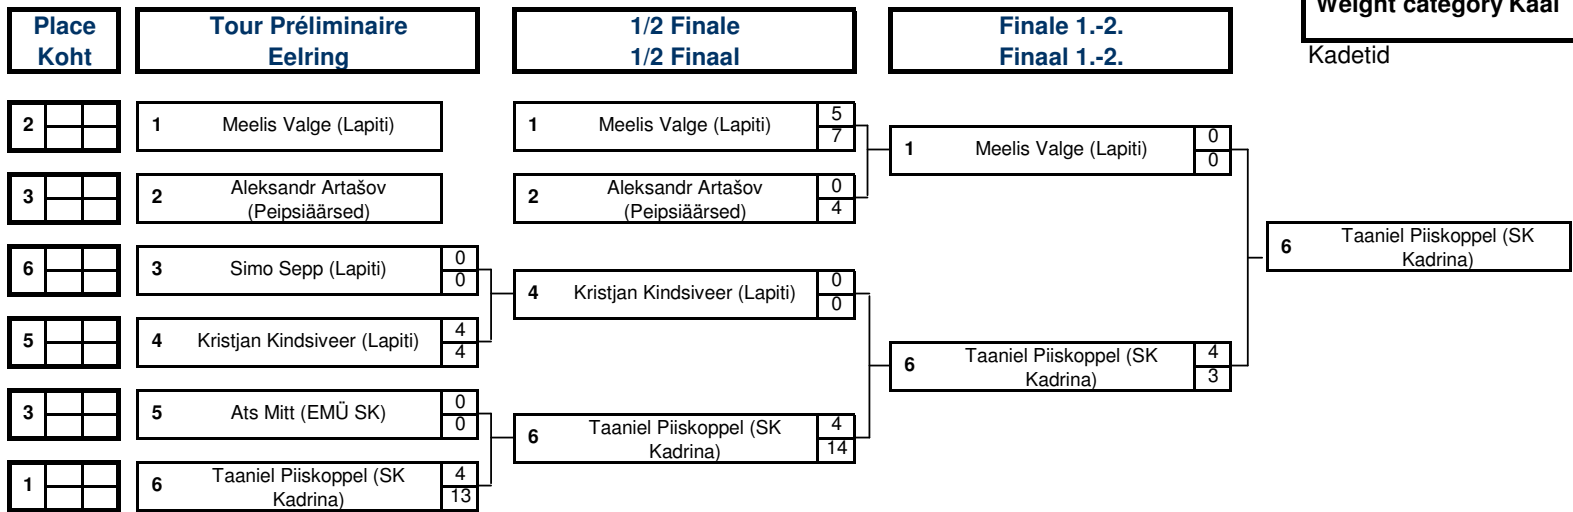 Place
Koht
Tour Préliminaire
Eelring
1/2 Finale
1/2 Finaal
Finale 1.-2.
Finaal 1.-2.
Weight category Kaal
Kadetid
2
1 Meelis Valge (Lapiti)
1 Meelis Valge (Lapiti)
5
7
1 Meelis Valge (Lapiti)
0
0
3
2 Aleksandr Artašov
(Peipsiäärsed)
2 Aleksandr Artašov
(Peipsiäärsed)
0
4
6 Taaniel Piiskoppel (SK
Kadrina)
6
3 Simo Sepp (Lapiti)
0
0
4 Kristjan Kindsiveer (Lapiti)
0
0
5
4 Kristjan Kindsiveer (Lapiti)
4
4
6 Taaniel Piiskoppel (SK
Kadrina)
4
3
3
5 Ats Mitt (EMÜ SK)
0
0
6 Taaniel Piiskoppel (SK
Kadrina)
4
14
1
6 Taaniel Piiskoppel (SK
Kadrina)
4
13